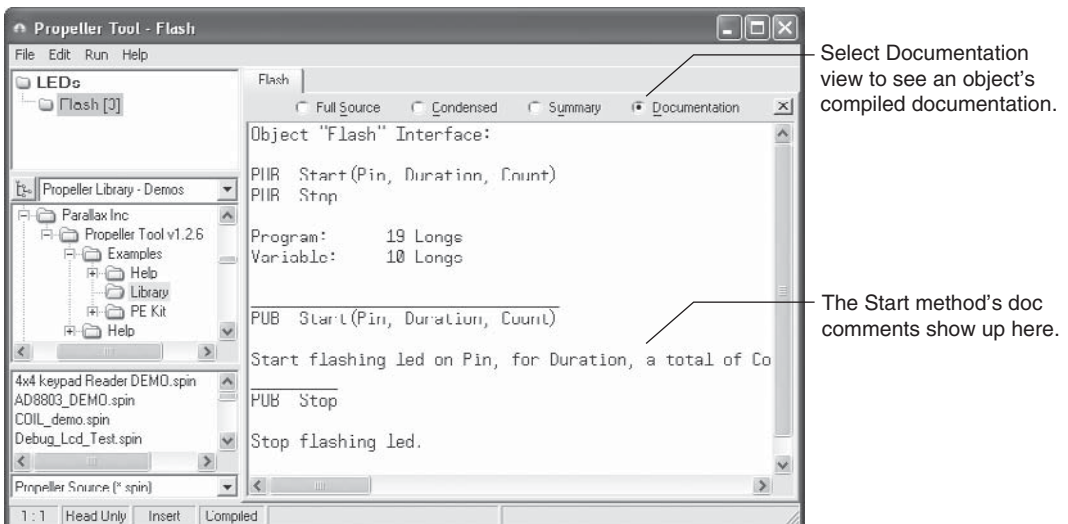 Propeller Tool - Flash
File Edit Run Help
LEDs
Flash [0]
Propeller Library - Demos
Parallax Inc
Propeller Tool v1.2.6
Examples
Help
Library
PE Kit
Help
4x4 keypad Reader DEMO.spin
AD8803_DEMO.spin
COIL_demo.spin
Debug_Lcd_Test.spin
Propeller Source (*.spin)
Flash
Full Source Condensed Summary Documentation
Object "Flash" Interface:
PUB Start(Pin, Duration, Count)
PUB Stop
Program: 19 Longs
Variable: 10 Longs
PUB Start(Pin, Duration, Count)
Start flashing led on Pin, for Duration, a total of Co
PUB Stop
Stop flashing led.
1 : 1 Read Only Insert Compiled
Select Documentation
view to see an object's
compiled documentation.
The Start method's doc
comments show up here.